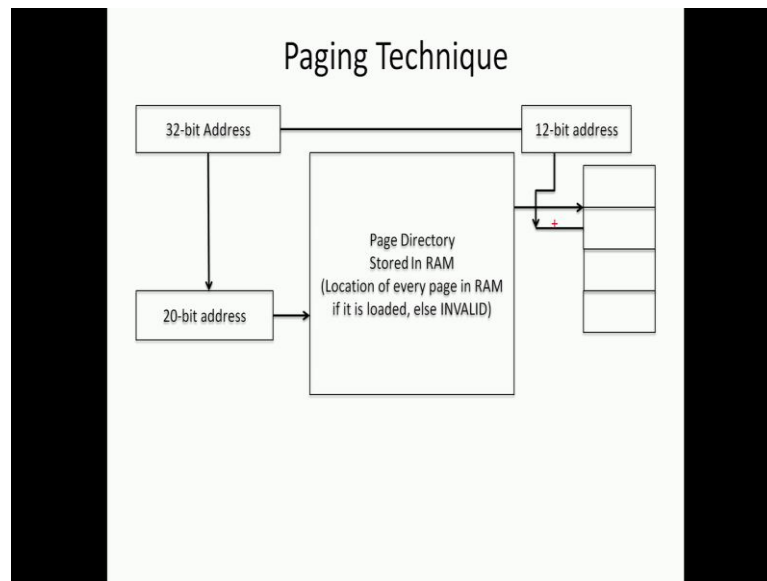 Paging Technique
32-bit Address
12-bit address
Page Directory
Stored In RAM
(Location of every page in RAM
if it is loaded, else INVALID)
20-bit address
+